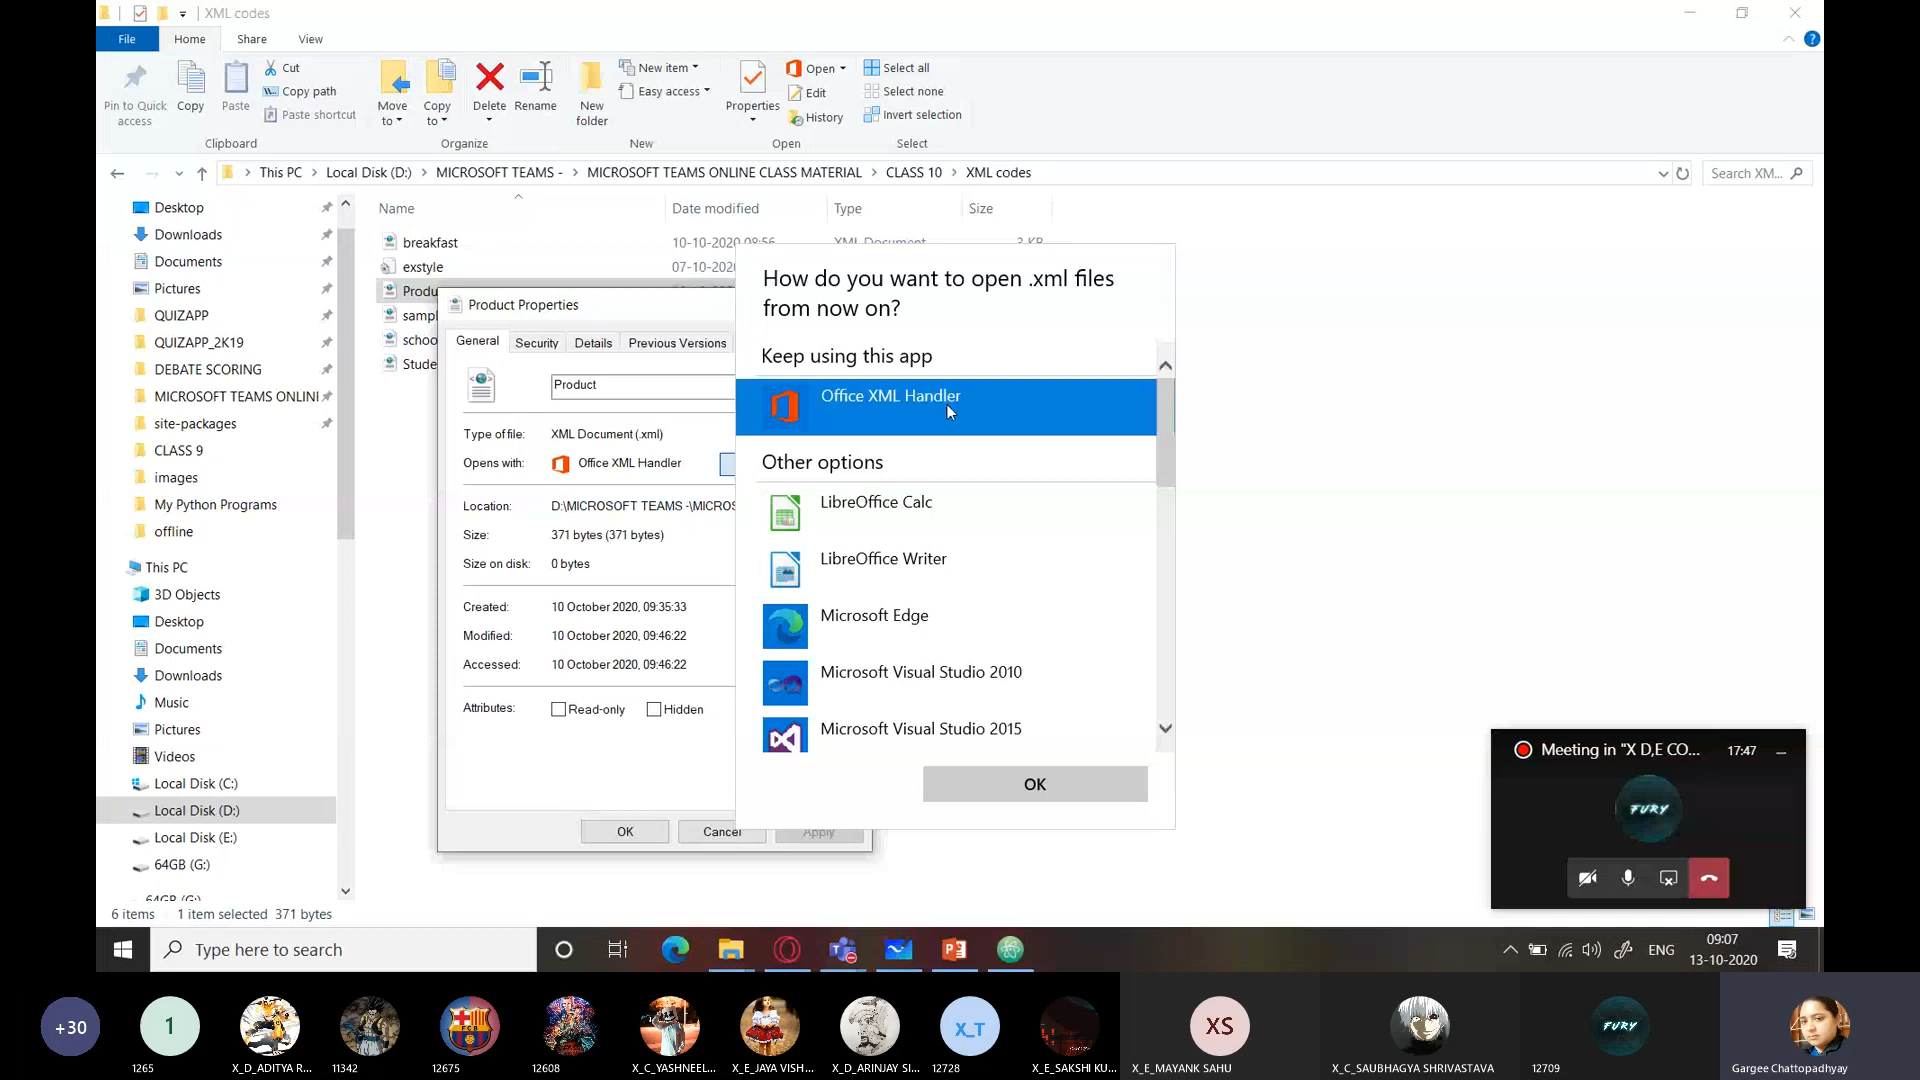 XML codes
File
Home
Share
View
Pin to Quick access
Copy
Paste
Cut
Copy path
Paste shortcut
Move to
Copy to
Delete
Rename
New folder
New item
Easy access
Properties
Open
Edit
History
Select all
Select none
Invert selection
Clipboard
Organize
New
Open
Select
This PC > Local Disk (D:) > MICROSOFT TEAMS - > MICROSOFT TEAMS ONLINE CLASS MATERIAL > CLASS 10 > XML codes
Search XM...
Desktop
Downloads
Documents
Pictures
QUIZAPP
QUIZAPP_2K19
DEBATE SCORING
MICROSOFT TEAMS ONLINI
site-packages
CLASS 9
images
My Python Programs
offline
This PC
3D Objects
Desktop
Documents
Downloads
Music
Pictures
Videos
Local Disk (C:)
Local Disk (D:)
Local Disk (E:)
64GB (G:)
64GB (G:)
Name
Date modified
Type
Size
breakfast
10-10-2020 08:56
XML Document
exstyle
07-10-202
Produ
samp
schoo
Stude
Product Properties
General
Security
Details
Previous Versions
Product
Type of file: XML Document (.xml)
Opens with: Office XML Handler
Location: D:\MICROSOFT TEAMS -\MICROS
Size: 371 bytes (371 bytes)
Size on disk: 0 bytes
Created: 10 October 2020, 09:35:33
Modified: 10 October 2020, 09:46:22
Accessed: 10 October 2020, 09:46:22
Attributes: Read-only Hidden
OK
Cancel
Apply
How do you want to open .xml files
from now on?
Keep using this app
Office XML Handler
Other options
LibreOffice Calc
LibreOffice Writer
Microsoft Edge
Microsoft Visual Studio 2010
Microsoft Visual Studio 2015
OK
Meeting in "X D,E CO...
17:47
FURY
6 items 1 item selected 371 bytes
Type here to search
ENG
09:07
13-10-2020
+30
1
X_T
XS
FURY
1265
X_D_ADITYA R...
11342
12675
12608
X_C_YASHNEEL...
X_E_JAYA VISH...
X_D_ARINJAY SI...
12728
X_E_SAKSHI KU...
X_E_MAYANK SAHU
X_C_SAUBHAGYA SHRIVASTAVA
12709
Gargee Chattopadhyay